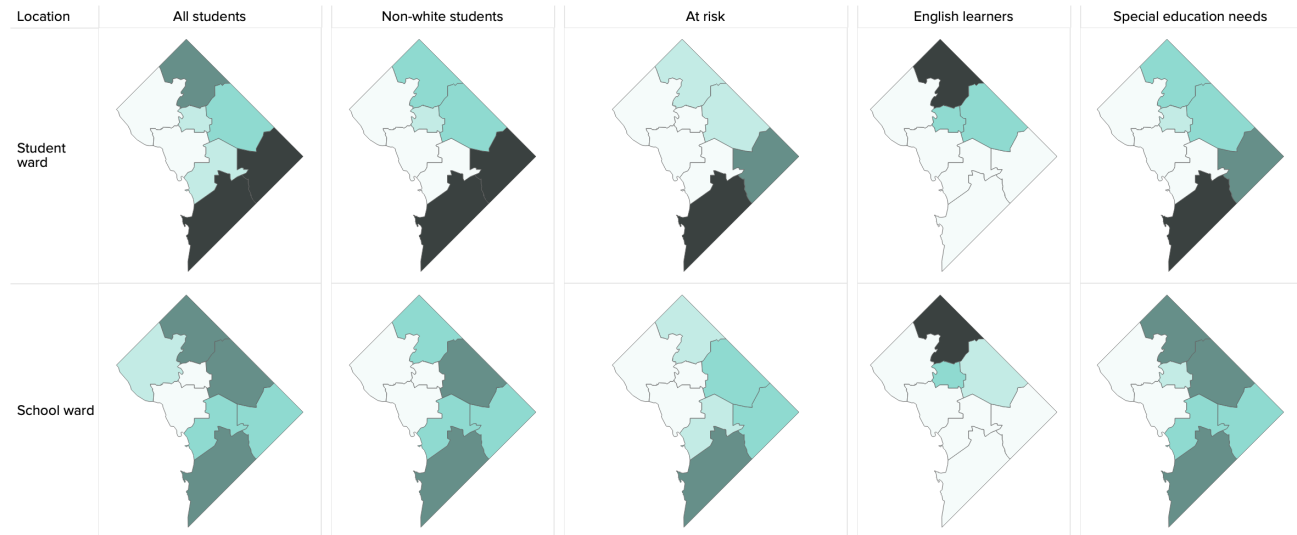 Location
All students
Non-white students
At risk
English learners
Special education needs
Student
ward
School ward